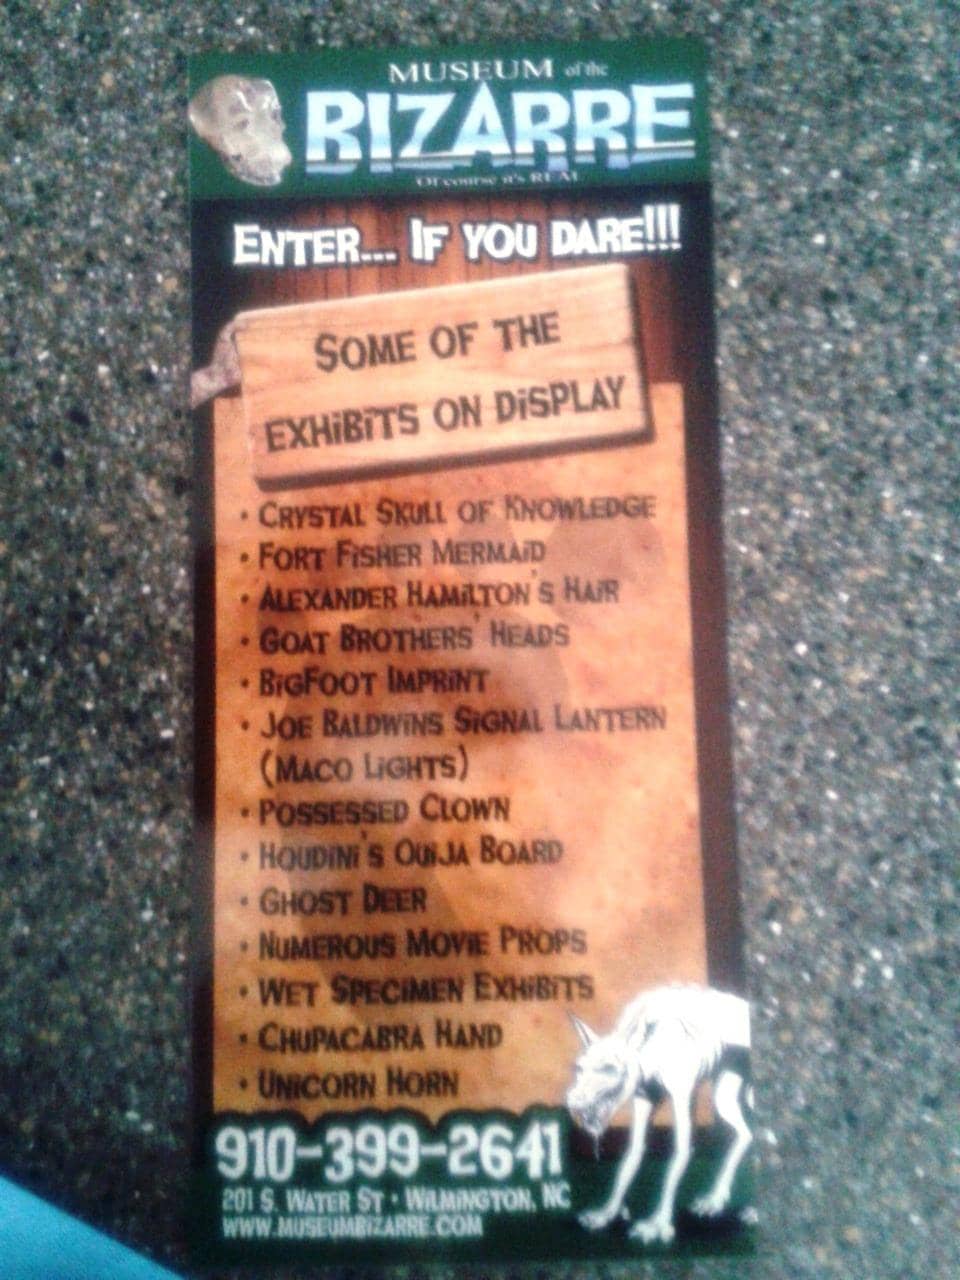 MUSEUM of the
BIZARRE
Of course it's REAL
ENTER... IF YOU DARE!!!
SOME OF THE
EXHIBITS ON DISPLAY
• CRYSTAL SKULL OF KNOWLEDGE
• FORT FISHER MERMAID
• ALEXANDER HAMILTON'S HAIR
• GOAT BROTHERS' HEADS
• BIGFOOT IMPRINT
• JOE BALDWINS SIGNAL LANTERN
(MACO LIGHTS)
• POSSESSED CLOWN
• HOUDINI'S OUIJA BOARD
• GHOST DEER
• NUMEROUS MOVIE PROPS
• WET SPECIMEN EXHIBITS
• CHUPACABRA HAND
• UNICORN HORN
910-399-2641
201 S. WATER ST • WILMINGTON, NC
WWW.MUSEUMBIZARRE.COM